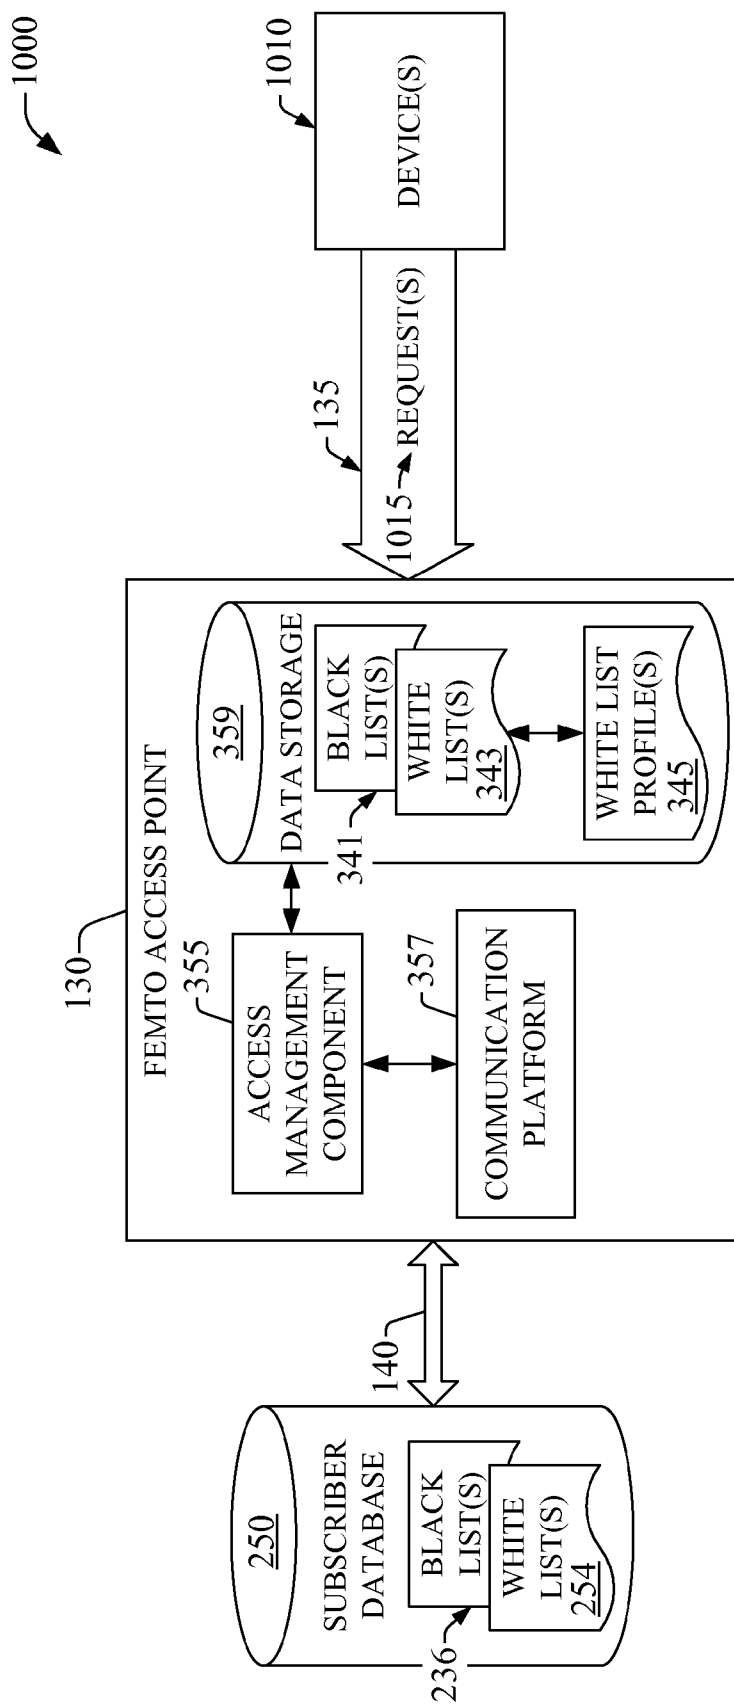 1000
250
SUBSCRIBER
DATABASE
BLACK
LIST(S)
WHITE
LIST(S)
254
236
140
130
FEMTO ACCESS POINT
355
ACCESS
MANAGEMENT
COMPONENT
357
COMMUNICATION
PLATFORM
359
DATA STORAGE
BLACK
LIST(S)
341
WHITE
LIST(S)
343
WHITE LIST
PROFILE(S)
345
135
1015
REQUEST(S)
1010
DEVICE(S)